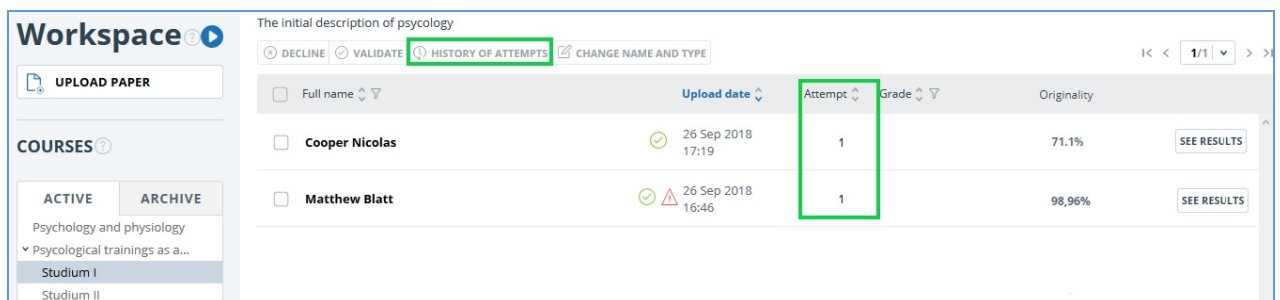 Workspace
UPLOAD PAPER
COURSES
ACTIVE ARCHIVE
Psychology and physiology
Psycological trainings as a...
Studium I
Studium II
The initial description of psycology
DECLINE VALIDATE HISTORY OF ATTEMPTS CHANGE NAME AND TYPE
1/1
Full name Upload date Attempt Grade Originality
Cooper Nicolas 26 Sep 2018 17:19 1 71.1% SEE RESULTS
Matthew Blatt 26 Sep 2018 16:46 1 98,96% SEE RESULTS